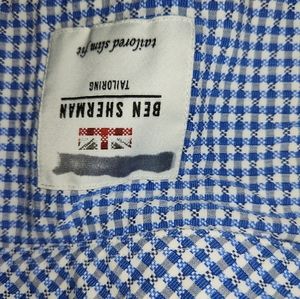 BEN SHERMAN
TAILORING
tailored slim fit